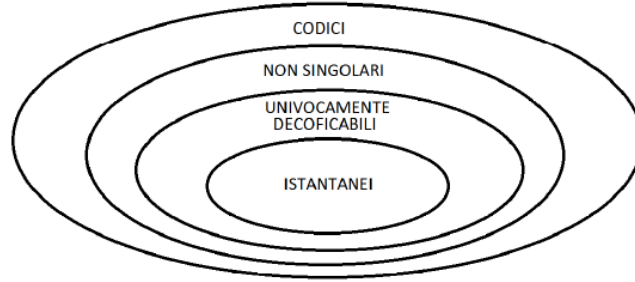 CODICI
NON SINGOLARI
UNIVOCAMENTE
DECOFICABILI
ISTANTANEI